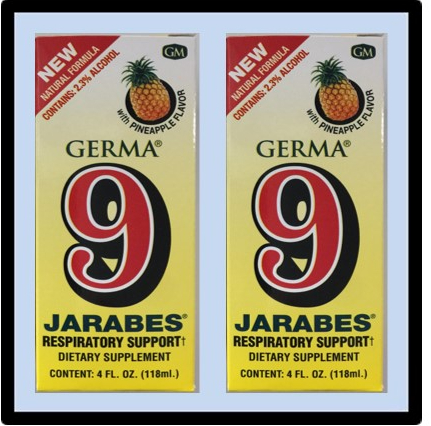 NEW
NATURAL FORMULA
CONTAINS: 2.3% ALCOHOL
GM
with PINEAPPLE FLAVOR
GERMA®
9
JARABES®
RESPIRATORY SUPPORT†
DIETARY SUPPLEMENT
CONTENT: 4 FL. OZ. (118ml.)
NEW
NATURAL FORMULA
CONTAINS: 2.3% ALCOHOL
GM
with PINEAPPLE FLAVOR
GERMA®
9
JARABES®
RESPIRATORY SUPPORT†
DIETARY SUPPLEMENT
CONTENT: 4 FL. OZ. (118ml.)